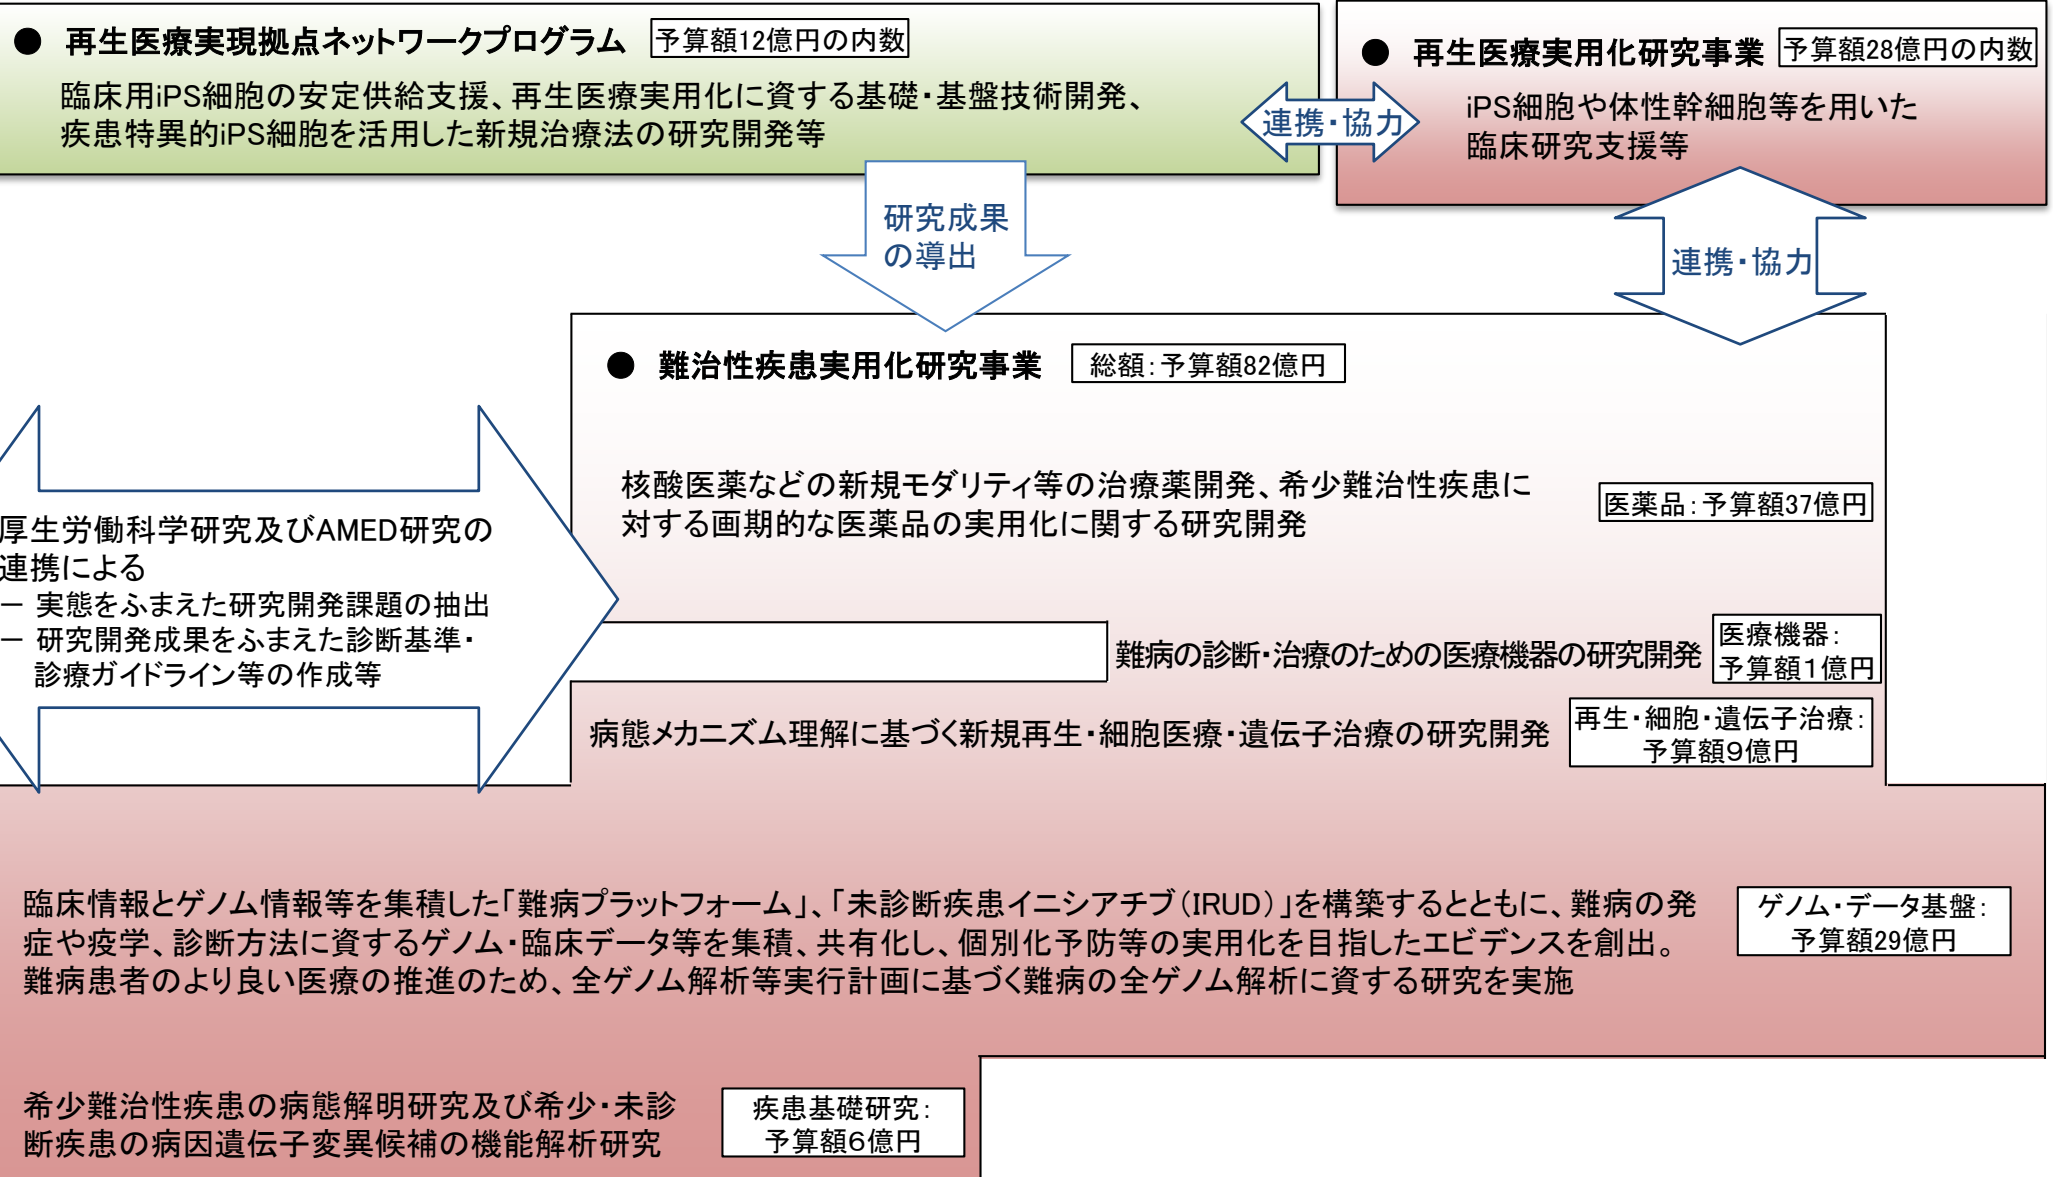 ● 再生医療実現拠点ネットワークプログラム 予算額12億円の内数
臨床用iPS細胞の安定供給支援、再生医療実用化に資する基礎・基盤技術開発、
疾患特異的iPS細胞を活用した新規治療法の研究開発等
● 再生医療実用化研究事業 予算額28億円の内数
iPS細胞や体性幹細胞等を用いた
臨床研究支援等
連携・協力
研究成果
の導出
連携・協力
● 難治性疾患実用化研究事業 総額：予算額82億円
核酸医薬などの新規モダリティ等の治療薬開発、希少難治性疾患に
対する画期的な医薬品の実用化に関する研究開発
医薬品：予算額37億円
厚生労働科学研究及びAMED研究の
連携による
－ 実態をふまえた研究開発課題の抽出
－ 研究開発成果をふまえた診断基準・
診療ガイドライン等の作成等
難病の診断・治療のための医療機器の研究開発
医療機器：
予算額１億円
病態メカニズム理解に基づく新規再生・細胞医療・遺伝子治療の研究開発
再生・細胞・遺伝子治療：
予算額９億円
臨床情報とゲノム情報等を集積した「難病プラットフォーム」、「未診断疾患イニシアチブ（IRUD）」を構築するとともに、難病の発
症や疫学、診断方法に資するゲノム・臨床データ等を集積、共有化し、個別化予防等の実用化を目指したエビデンスを創出。
難病患者のより良い医療の推進のため、全ゲノム解析等実行計画に基づく難病の全ゲノム解析に資する研究を実施
ゲノム・データ基盤：
予算額29億円
希少難治性疾患の病態解明研究及び希少・未診
断疾患の病因遺伝子変異候補の機能解析研究
疾患基礎研究：
予算額６億円